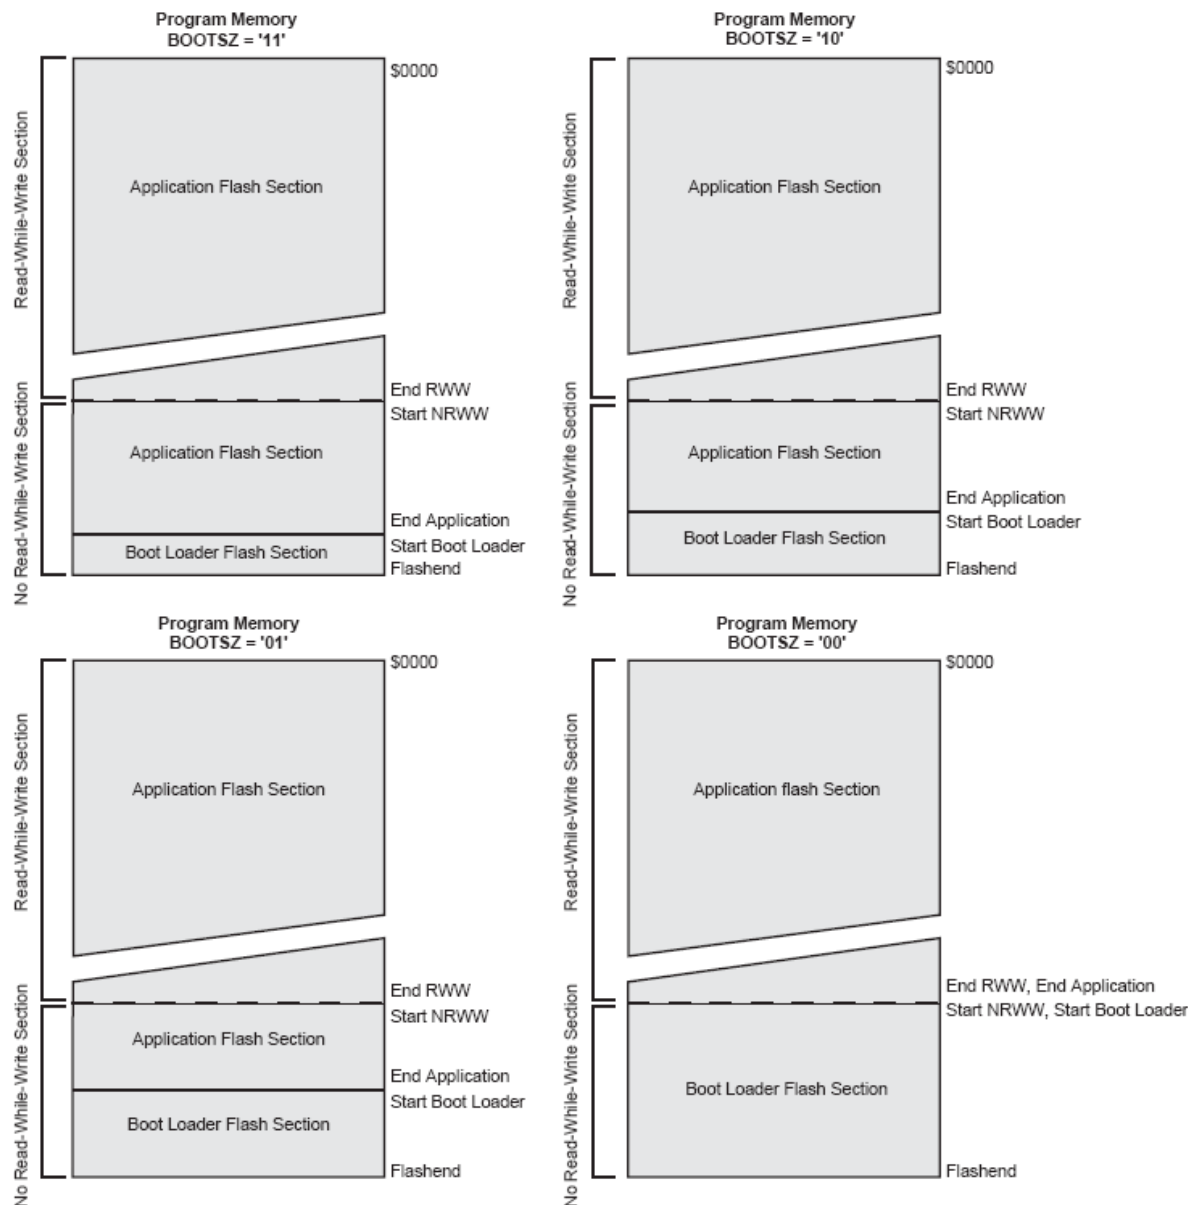 Program Memory
BOOTSZ = '11'
$0000
Read-While-Write Section
Application Flash Section
End RWW
Start NRWW
No Read-While-Write Section
Application Flash Section
End Application
Start Boot Loader
Boot Loader Flash Section
Flashend
Program Memory
BOOTSZ = '10'
$0000
Read-While-Write Section
Application Flash Section
End RWW
Start NRWW
No Read-While-Write Section
Application Flash Section
End Application
Start Boot Loader
Boot Loader Flash Section
Flashend
Program Memory
BOOTSZ = '01'
$0000
Read-While-Write Section
Application Flash Section
End RWW
Start NRWW
No Read-While-Write Section
Application Flash Section
End Application
Start Boot Loader
Boot Loader Flash Section
Flashend
Program Memory
BOOTSZ = '00'
$0000
Read-While-Write Section
Application flash Section
End RWW, End Application
Start NRWW, Start Boot Loader
No Read-While-Write Section
Boot Loader Flash Section
Flashend